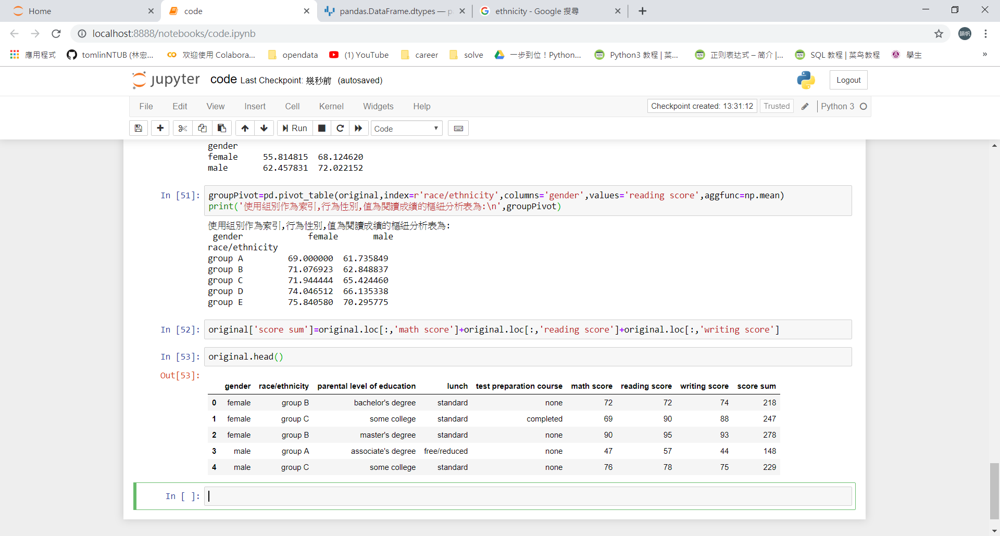 Home
code
pandas.DataFrame.dtypes — p
ethnicity - Google 搜尋
localhost:8888/notebooks/code.ipynb
韻帆
應用程式
tomlinNTUB (林宏...
欢迎使用 Colabora...
opendata
(1) YouTube
career
solve
一步到位！Python...
Python3 教程 | 菜...
正则表达式 – 简介 |...
SQL 教程 | 菜鸟教程
學生
»
jupyter code Last Checkpoint: 幾秒前 (autosaved)
Logout
File Edit View Insert Cell Kernel Widgets Help
Checkpoint created: 13:31:12 Trusted Python 3
Run Code
gender
female 55.814815 68.124620
male 62.457831 72.022152
In [51]: groupPivot=pd.pivot_table(original,index=r'race/ethnicity',columns='gender',values='reading score',aggfunc=np.mean)
print('使用組別作為索引,行為性別,值為閱讀成績的樞紐分析表為:\n',groupPivot)
使用組別作為索引,行為性別,值為閱讀成績的樞紐分析表為:
gender female male
race/ethnicity
group A 69.000000 61.735849
group B 71.076923 62.848837
group C 71.944444 65.424460
group D 74.046512 66.135338
group E 75.840580 70.295775
In [52]: original['score sum']=original.loc[:,'math score']+original.loc[:,'reading score']+original.loc[:,'writing score']
In [53]: original.head()
Out[53]:
gender race/ethnicity parental level of education lunch test preparation course math score reading score writing score score sum
0 female group B bachelor's degree standard none 72 72 74 218
1 female group C some college standard completed 69 90 88 247
2 female group B master's degree standard none 90 95 93 278
3 male group A associate's degree free/reduced none 47 57 44 148
4 male group C some college standard none 76 78 75 229
In [ ]: